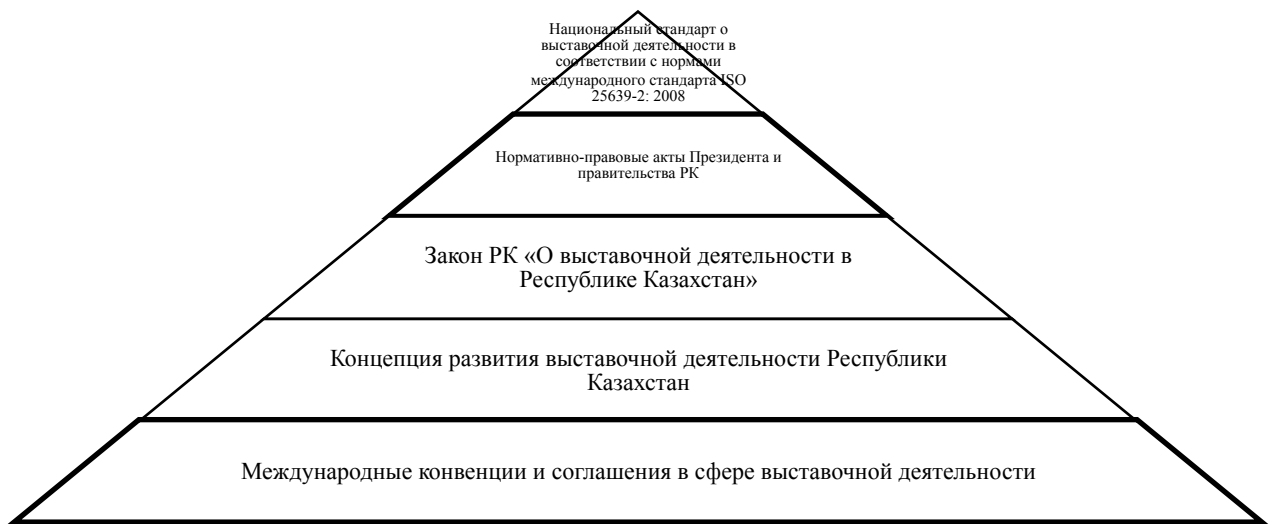 Национальный стандарт о
выставочной деятельности в
соответствии с нормами
международного стандарта ISO
25639-2: 2008
Нормативно-правовые акты Президента и
правительства РК
Закон РК «О выставочной деятельности в
Республике Казахстан»
Концепция развития выставочной деятельности Республики
Казахстан
Международные конвенции и соглашения в сфере выставочной деятельности